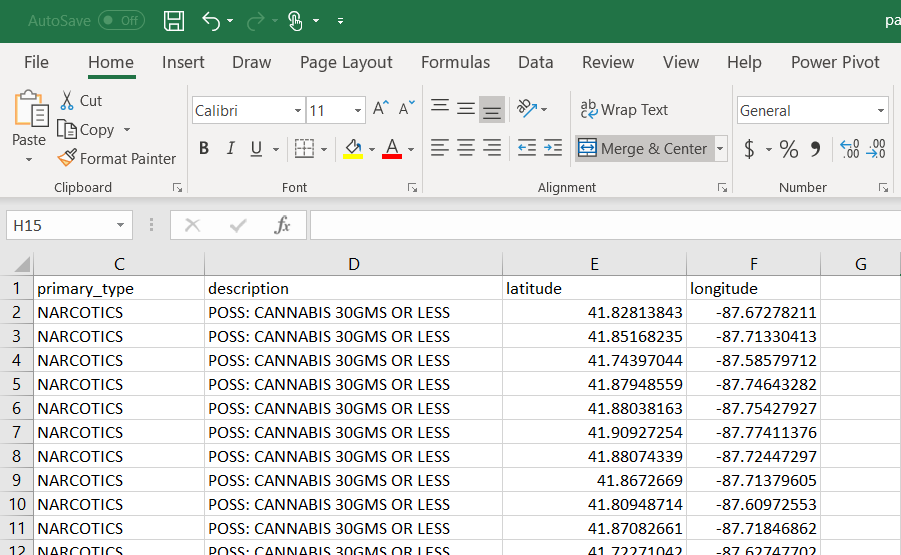 AutoSave Off pa
File Home Insert Draw Page Layout Formulas Data Review View Help Power Pivot
Paste
Cut
Copy
Format Painter
Clipboard
Calibri 11 A A
B I U A
Font
ab Wrap Text
Merge & Center
Alignment
General
$ % , .00 .00
Number
H15 fx
C D E F G
1 primary_type description latitude longitude
2 NARCOTICS POSS: CANNABIS 30GMS OR LESS 41.82813843 -87.67278211
3 NARCOTICS POSS: CANNABIS 30GMS OR LESS 41.85168235 -87.71330413
4 NARCOTICS POSS: CANNABIS 30GMS OR LESS 41.74397044 -87.58579712
5 NARCOTICS POSS: CANNABIS 30GMS OR LESS 41.87948559 -87.74643282
6 NARCOTICS POSS: CANNABIS 30GMS OR LESS 41.88038163 -87.75427927
7 NARCOTICS POSS: CANNABIS 30GMS OR LESS 41.90927254 -87.77411376
8 NARCOTICS POSS: CANNABIS 30GMS OR LESS 41.88074339 -87.72447297
9 NARCOTICS POSS: CANNABIS 30GMS OR LESS 41.8672669 -87.71379605
10 NARCOTICS POSS: CANNABIS 30GMS OR LESS 41.80948714 -87.60972553
11 NARCOTICS POSS: CANNABIS 30GMS OR LESS 41.87082661 -87.71846862
12 NARCOTICS POSS: CANNABIS 30GMS OR LESS 41.72271042 -87.62747702